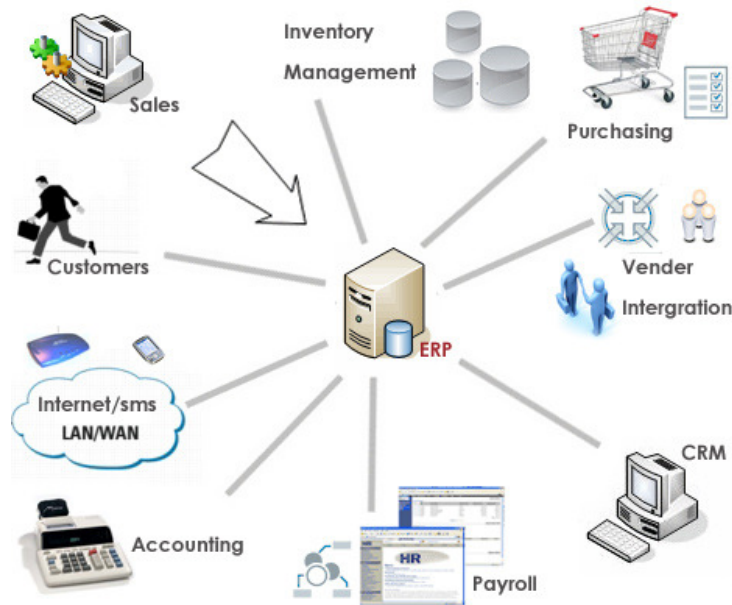 Inventory
Management
Sales
Purchasing
Customers
Vender
Intergration
ERP
Internet/sms
LAN/WAN
CRM
Accounting
HR
Payroll